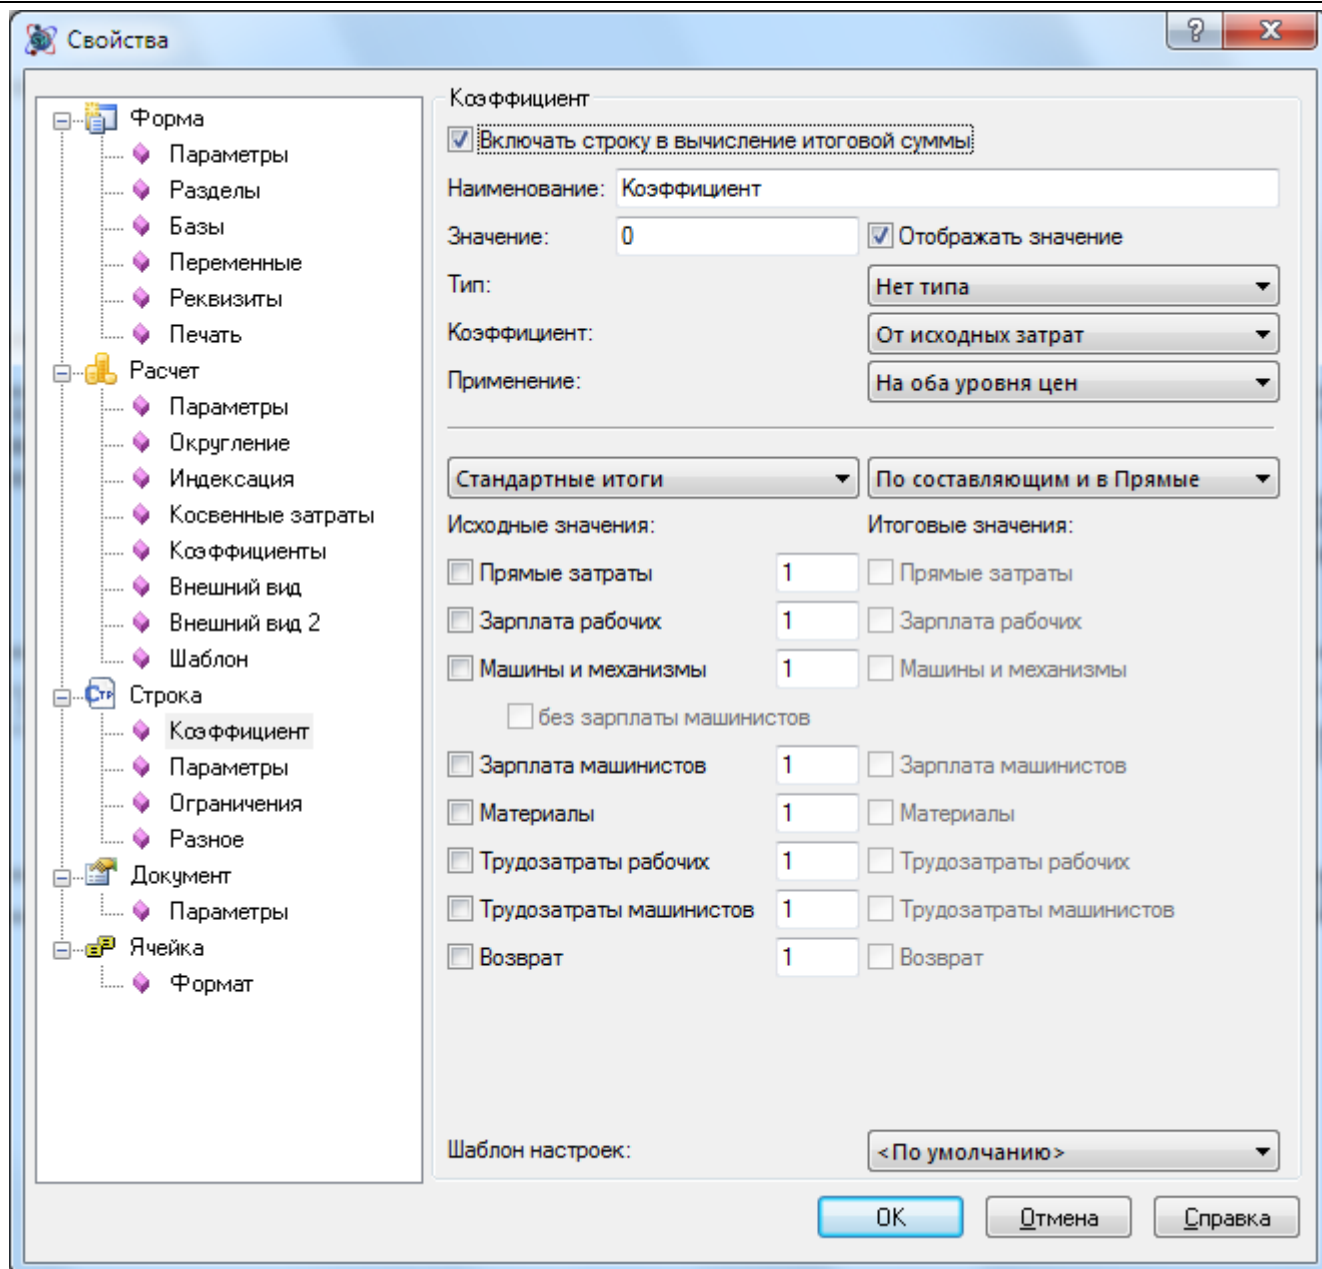 Свойства
Форма
Параметры
Разделы
Базы
Переменные
Реквизиты
Печать
Расчет
Параметры
Округление
Индексация
Косвенные затраты
Коэффициенты
Внешний вид
Внешний вид 2
Шаблон
Строка
Коэффициент
Параметры
Ограничения
Разное
Документ
Параметры
Ячейка
Формат
Коэффициент
Включать строку в вычисление итоговой суммы
Наименование: Коэффициент
Значение: 0 Отображать значение
Тип: Нет типа
Коэффициент: От исходных затрат
Применение: На оба уровня цен
Стандартные итоги По составляющим и в Прямые
Исходные значения: Итоговые значения:
Прямые затраты 1 Прямые затраты
Зарплата рабочих 1 Зарплата рабочих
Машины и механизмы 1 Машины и механизмы
без зарплаты машинистов
Зарплата машинистов 1 Зарплата машинистов
Материалы 1 Материалы
Трудозатраты рабочих 1 Трудозатраты рабочих
Трудозатраты машинистов 1 Трудозатраты машинистов
Возврат 1 Возврат
Шаблон настроек: <По умолчанию>
OK Отмена Справка